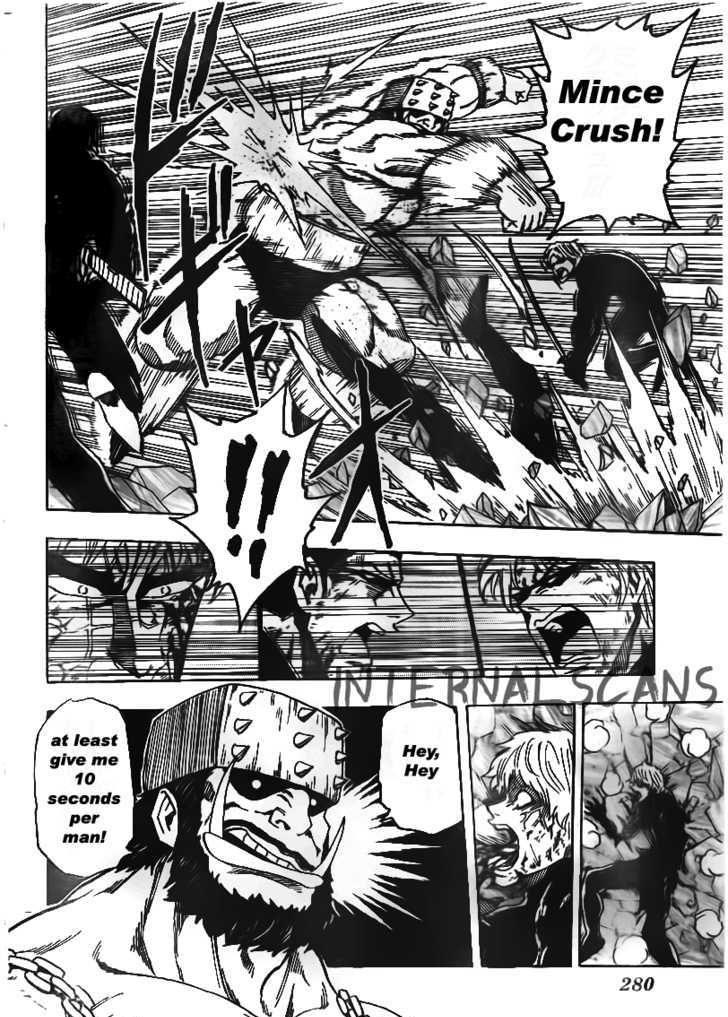 Mince
Crush!
!!
INTERNAL SCANS
Hey,
Hey
at least
give me
10
seconds
per
man!
280